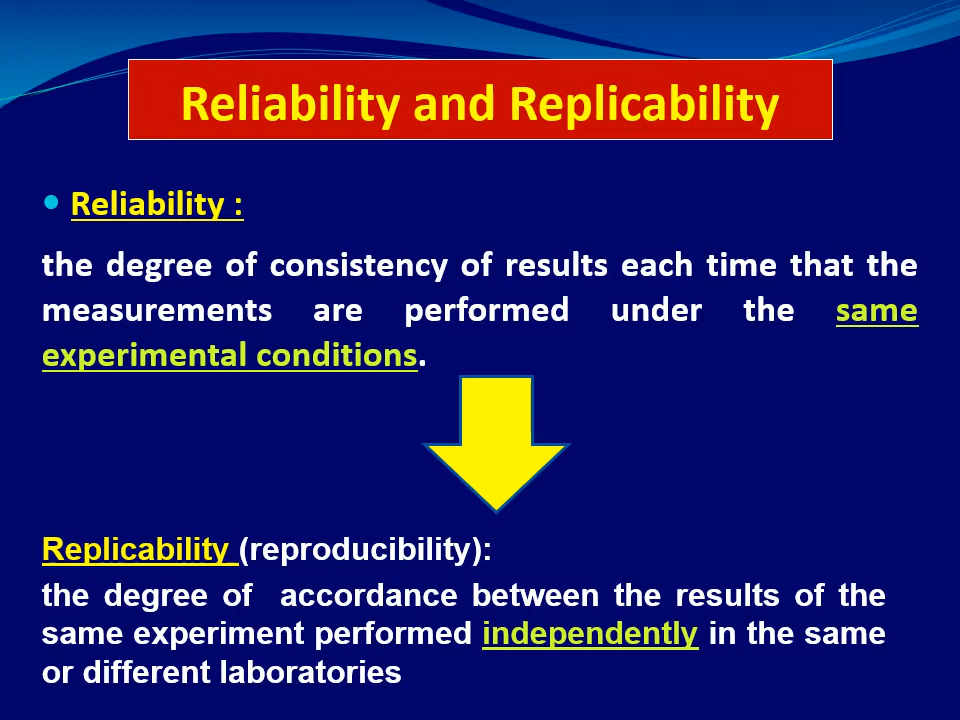 Reliability and Replicability
Reliability :
the degree of consistency of results each time that the
measurements are performed under the same
experimental conditions.
Replicability (reproducibility):
the degree of accordance between the results of the
same experiment performed independently in the same
or different laboratories